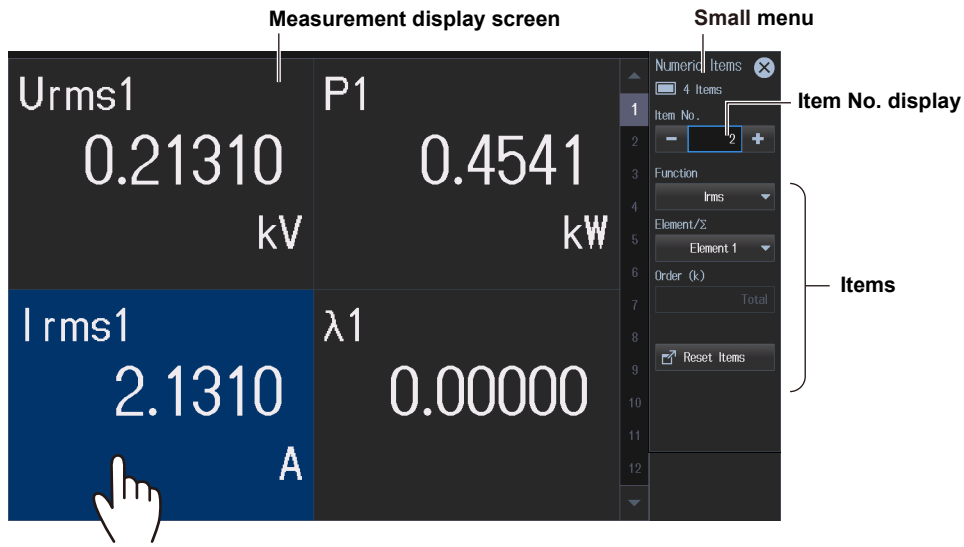 Measurement display screen
Small menu
Urms1
0.21310
kV
P1
0.4541
kW
Irms1
2.1310
A
λ1
0.00000
1
2
3
4
5
6
7
8
9
10
11
12
Numeric Items
4 Items
Item No.
2
Function
Irms
Element/Σ
Element 1
Order (k)
Total
Reset Items
Item No. display
Items